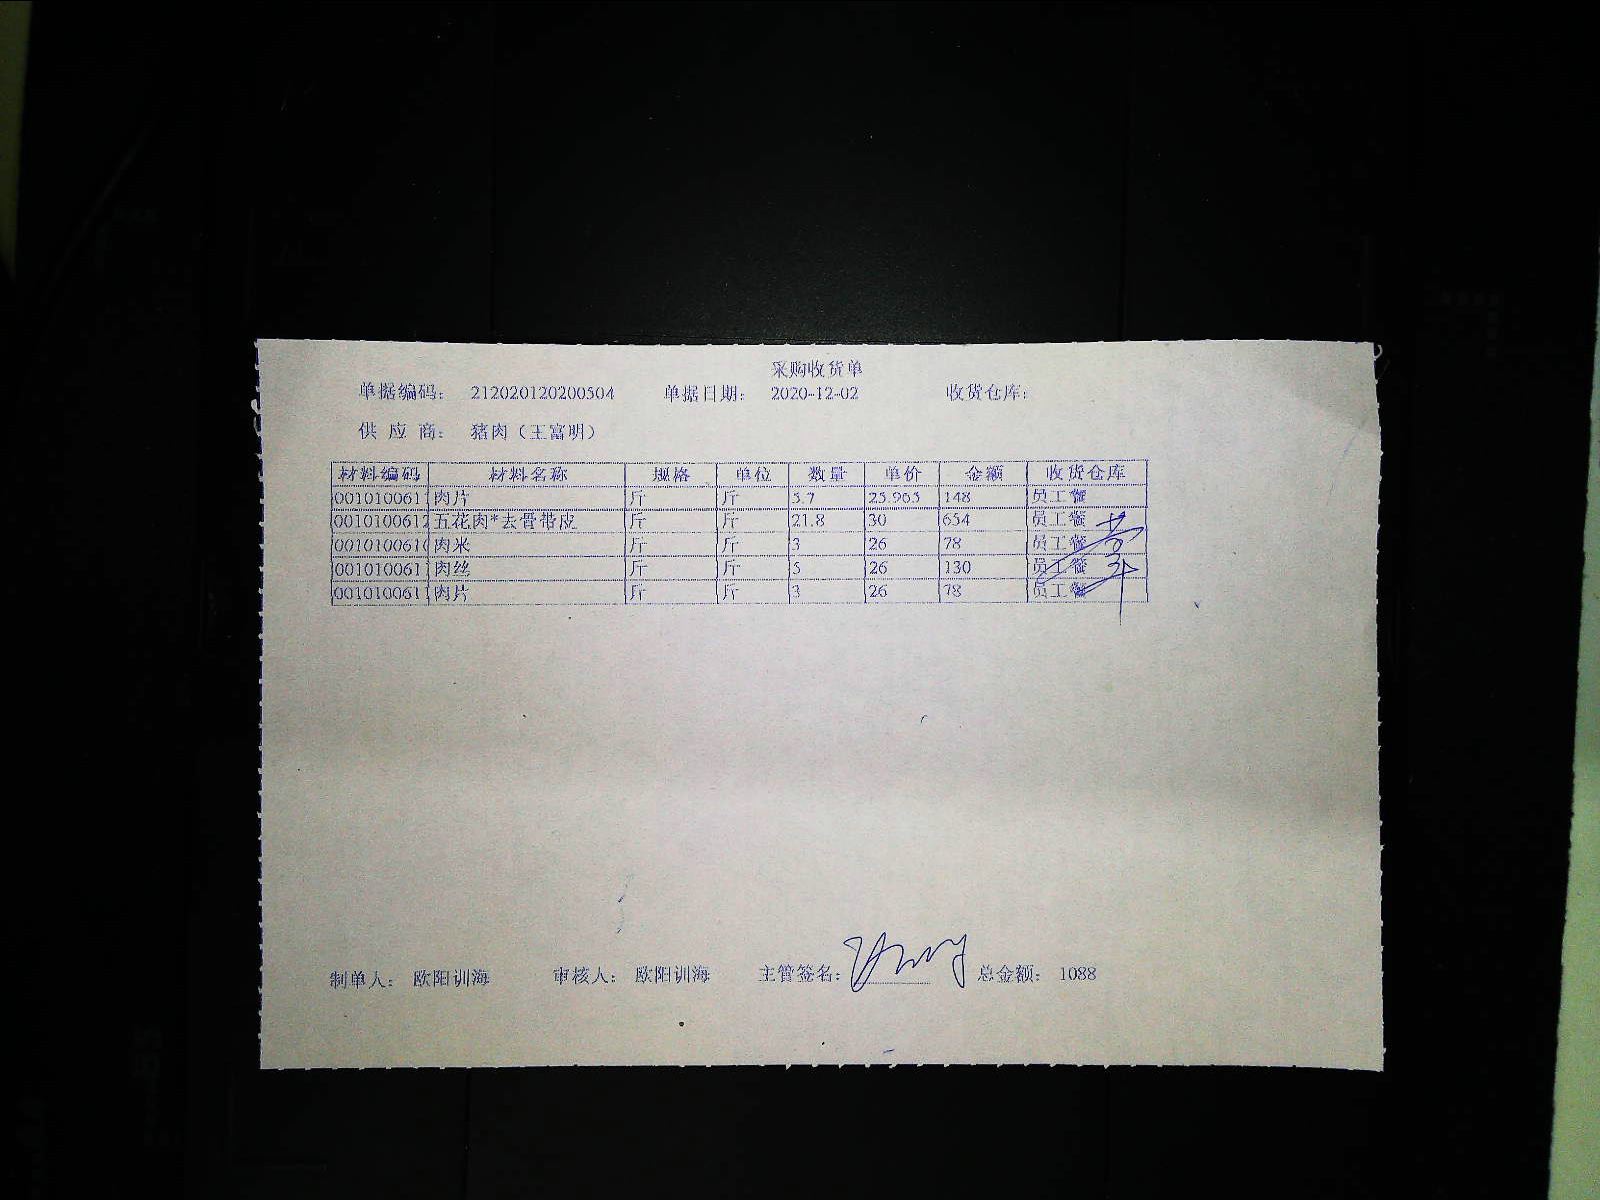 采购收货单
单据编码： 212020120200504 单据日期： 2020-12-02 收货仓库：
供 应 商： 猪肉（王富明）
材料编码 材料名称 规格 单位 数量 单价 金额 收货仓库
0010100611 肉片 斤 斤 5.7 25.965 148 员工餐
0010100612 五花肉*去骨带皮 斤 斤 21.8 30 654 员工餐
0010100610 肉米 斤 斤 3 26 78 员工餐
0010100611 肉丝 斤 斤 5 26 130 员工餐
0010100611 肉片 斤 斤 3 26 78 员工餐
制单人： 欧阳训海 审核人： 欧阳训海 主管签名： 总金额： 1088